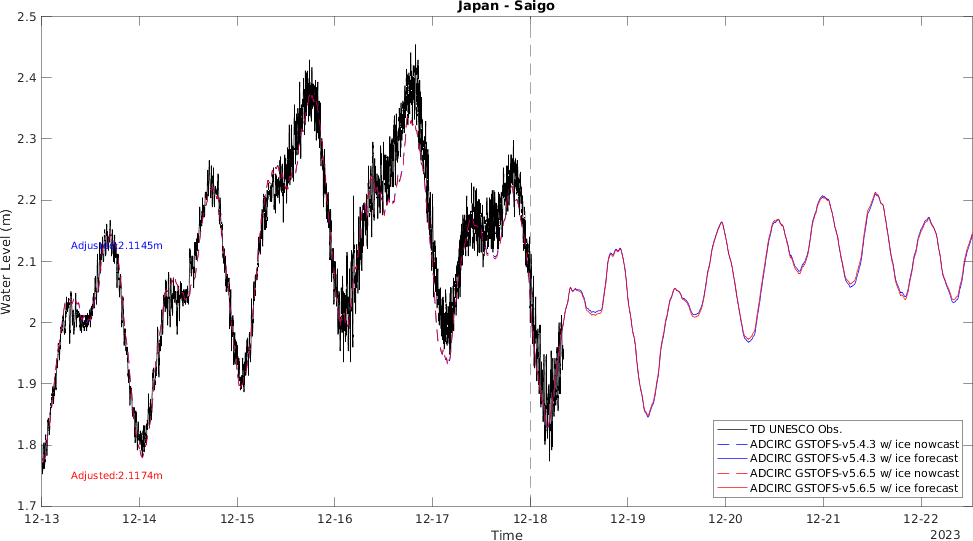 Japan - Saigo
2.5
2.4
2.3
2.2
2.1
2
1.9
1.8
1.7
Water Level (m)
Adjusted:2.1145m
Adjusted:2.1174m
TD UNESCO Obs.
ADCIRC GSTOFS-v5.4.3 w/ ice nowcast
ADCIRC GSTOFS-v5.4.3 w/ ice forecast
ADCIRC GSTOFS-v5.6.5 w/ ice nowcast
ADCIRC GSTOFS-v5.6.5 w/ ice forecast
12-13 12-14 12-15 12-16 12-17 12-18 12-19 12-20 12-21 12-22
Time
2023